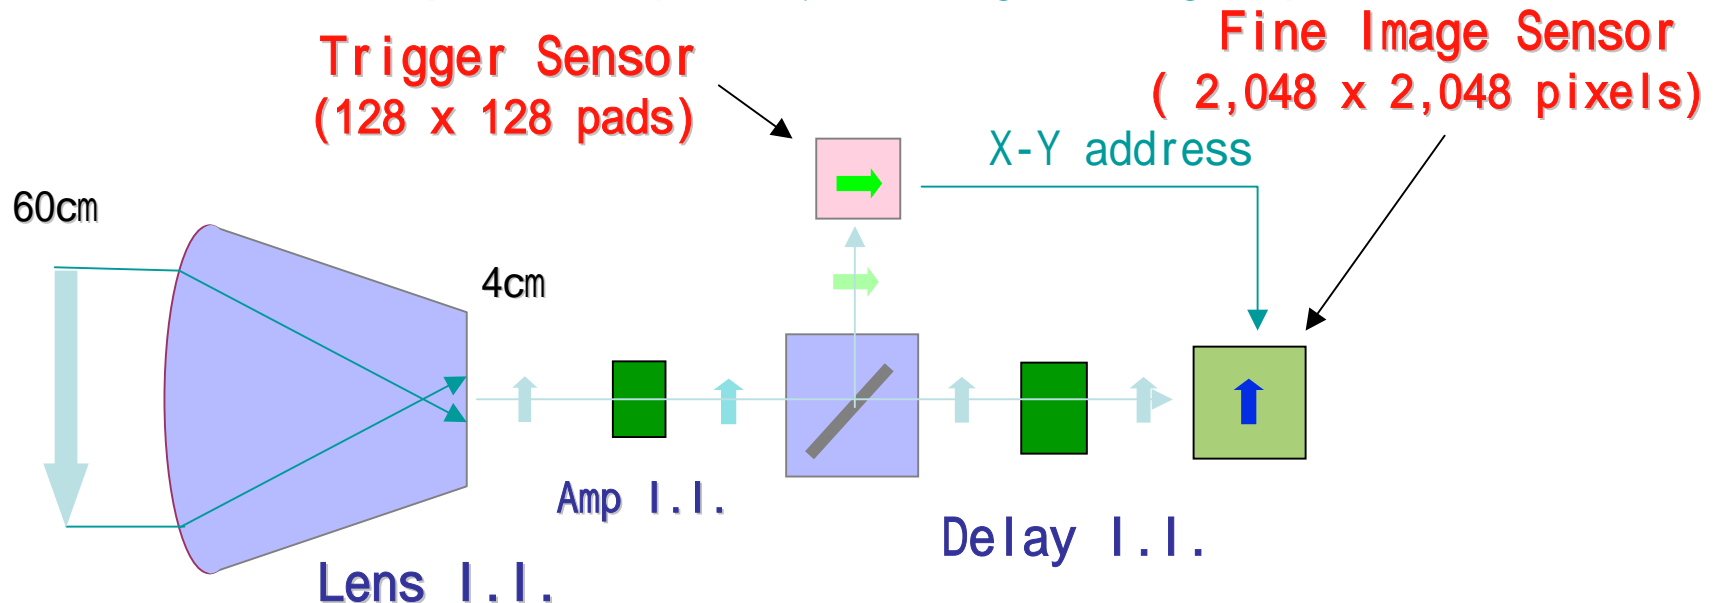 Trigger Sensor
(128 x 128 pads)
Fine Image Sensor
( 2,048 x 2,048 pixels)
X-Y address
60cm
4cm
Amp I.I.
Delay I.I.
Lens I.I.